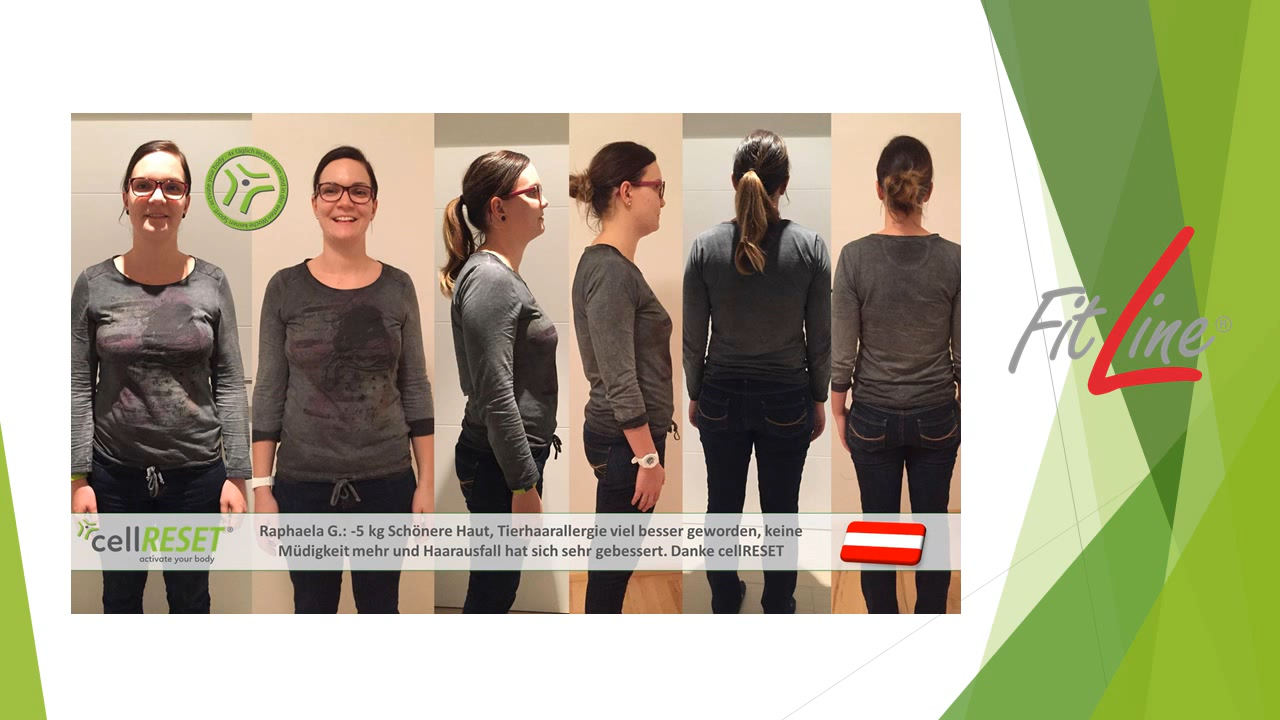 cellRESET®
activate your body
Raphaela G.: -5 kg Schönere Haut, Tierhaarallergie viel besser geworden, keine
Müdigkeit mehr und Haarausfall hat sich sehr gebessert. Danke cellRESET
FitLine®